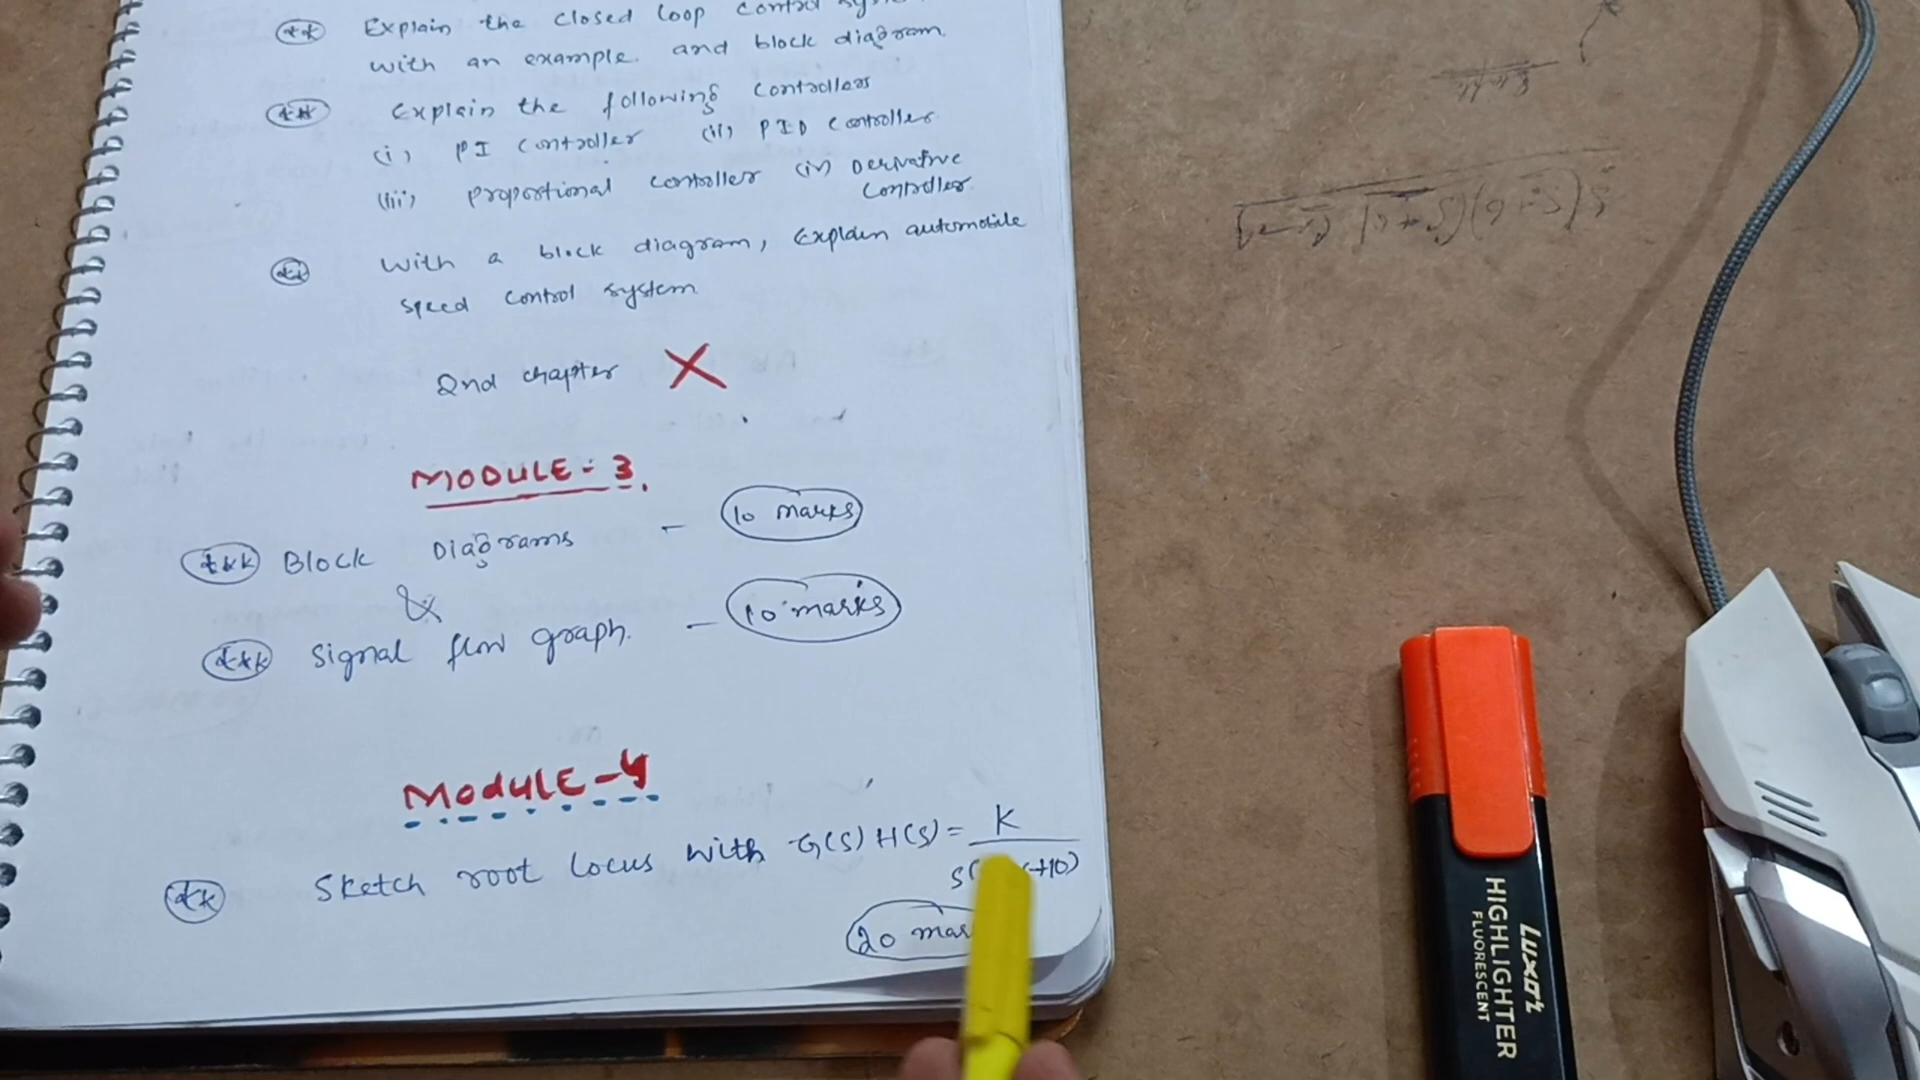 ** Explain the closed loop control
with an example. and block diagram.
** Explain the following controllers
(i) PI controller (ii) PID controller.
(iii) proportional controller (iv) Derivative
controller.
** With a block diagram, Explain automobile
speed control system
2nd chapter X
MODULE-3.
*** Block Diagrams - 10 marks
&
*** Signal flow graph. - 10 marks
MODULE-4
** Sketch root locus with G(S) H(S) = K
S( +10)
20 mar
LUXOR
HIGHLIGHTER
FLUORESCENT